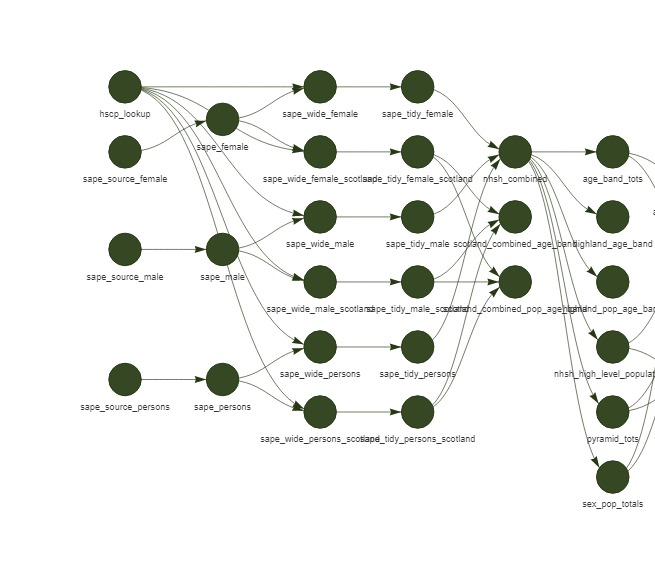 hscp_lookup
sape_wide_female
sape_tidy_female
sape_female
sape_source_female
sape_wide_female_scotland
sape_tidy_female_scotland
nhsh_combined
age_band_tots
sape_wide_male
sape_tidy_male
scotland_combined_age_band
highland_age_band
sape_source_male
sape_male
sape_wide_male_scotland
sape_tidy_male_scotland
scotland_combined_pop_age_band
highland_pop_age_ban
sape_wide_persons
sape_tidy_persons
nhsh_high_level_populat
sape_source_persons
sape_persons
sape_wide_persons_scotland
sape_tidy_persons_scotland
pyramid_tots
sex_pop_totals